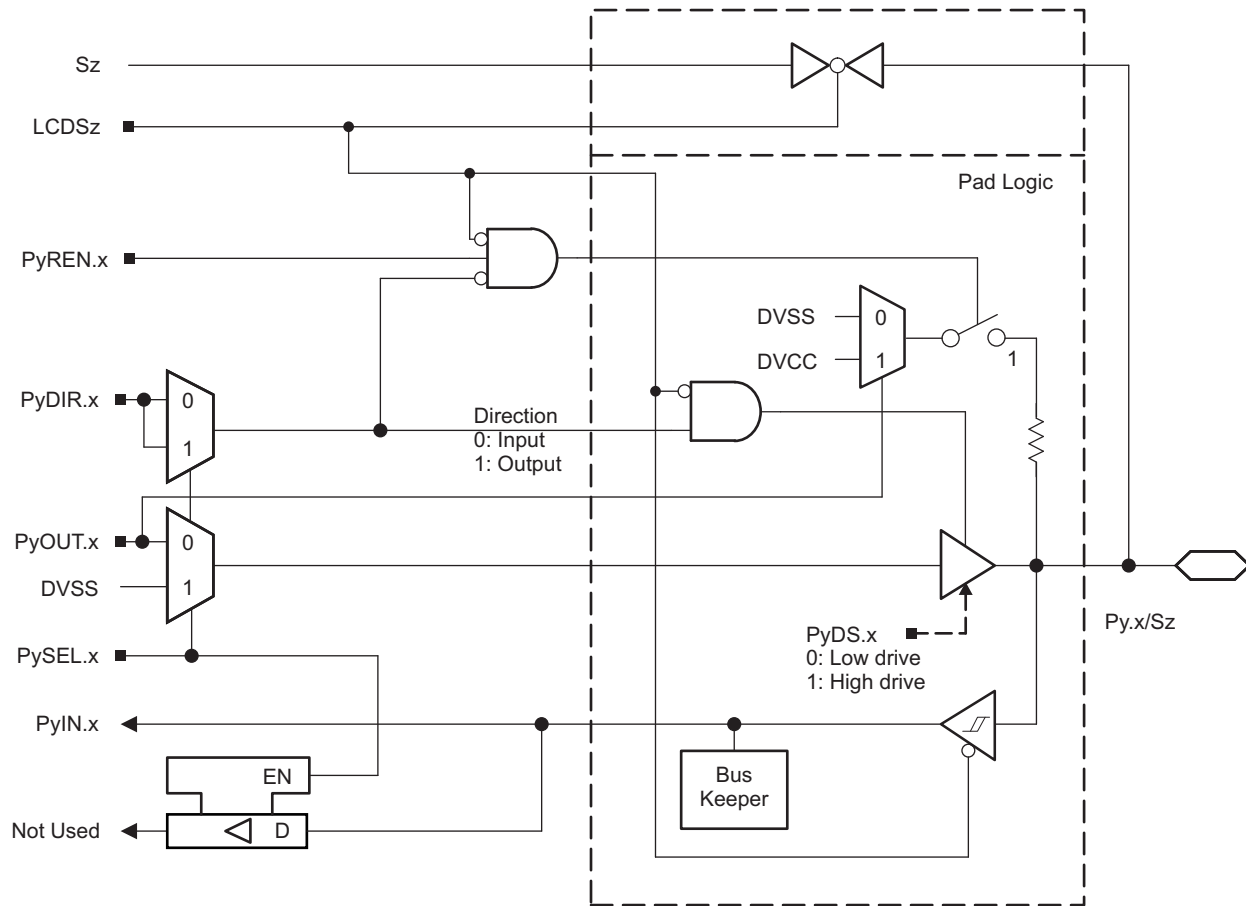 Sz
LCDSz
Pad Logic
PyREN.x
DVSS
0
DVCC
1
1
PyDIR.x
0
1
Direction
0: Input
1: Output
PyOUT.x
0
DVSS
1
PySEL.x
PyDS.x
0: Low drive
1: High drive
Py.x/Sz
PyIN.x
EN
Bus
Keeper
Not Used
D